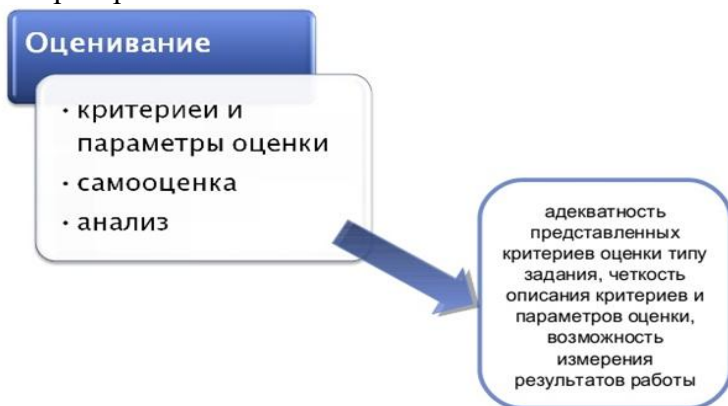 Оценивание
· критериеи и
параметры оценки
· самооценка
· анализ
адекватность
представленных
критериев оценки типу
задания, четкость
описания критериев и
параметров оценки,
возможность
измерения
результатов работы